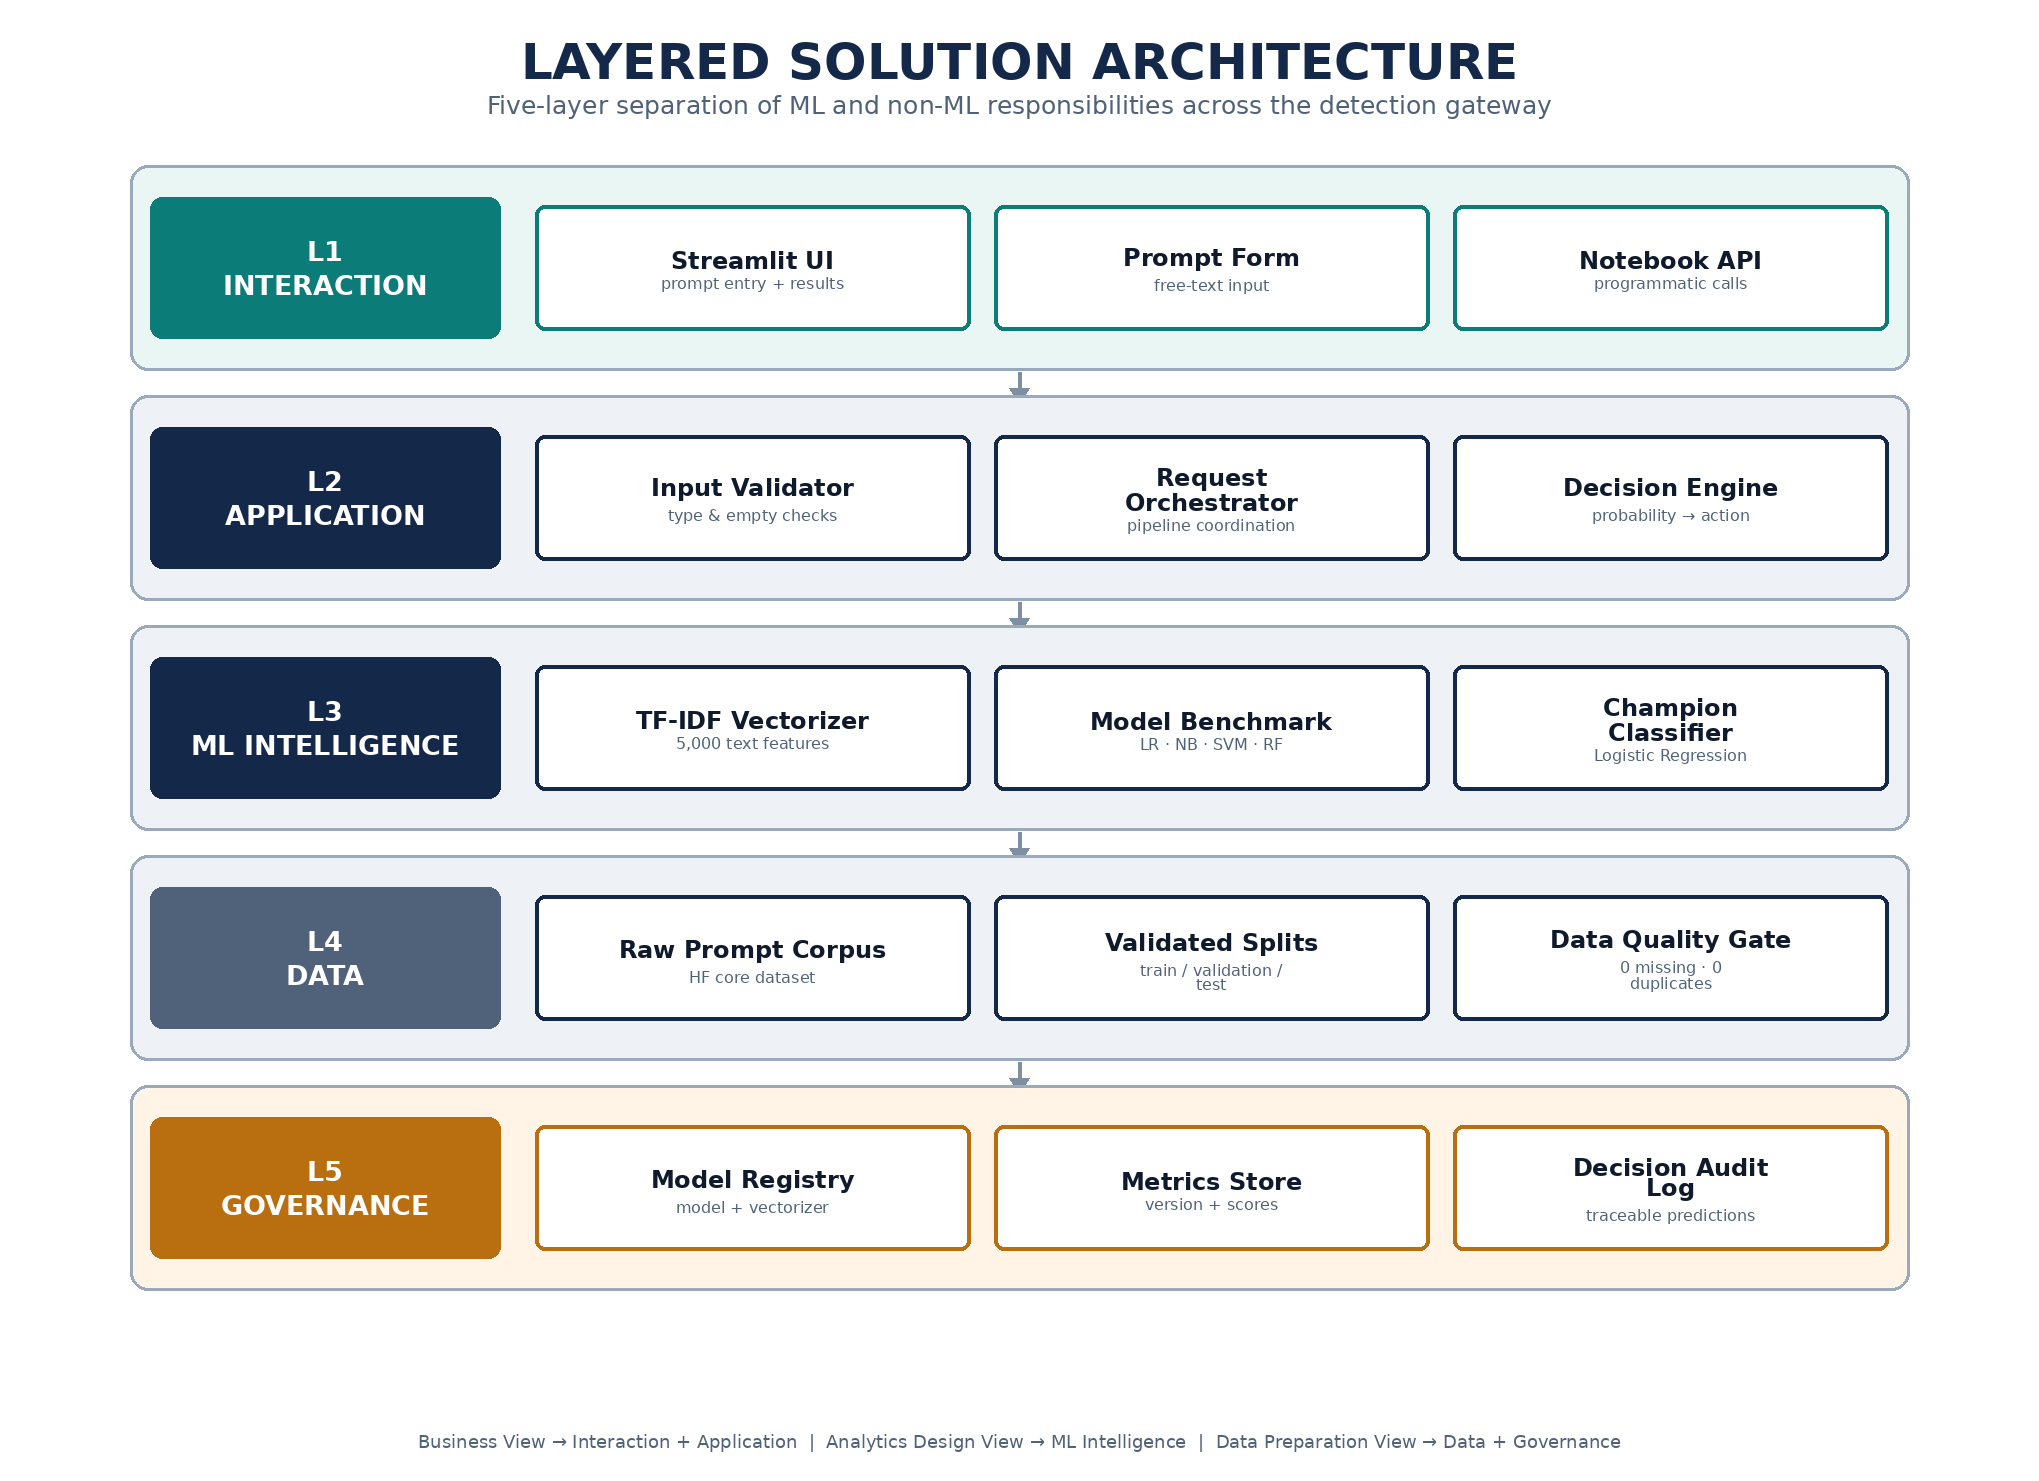 LAYERED SOLUTION ARCHITECTURE
Five-layer separation of ML and non-ML responsibilities across the detection gateway
L1
INTERACTION
Streamlit UI
prompt entry + results
Prompt Form
free-text input
Notebook API
programmatic calls
L2
APPLICATION
Input Validator
type & empty checks
Request
Orchestrator
pipeline coordination
Decision Engine
probability → action
L3
ML INTELLIGENCE
TF-IDF Vectorizer
5,000 text features
Model Benchmark
LR · NB · SVM · RF
Champion
Classifier
Logistic Regression
L4
DATA
Raw Prompt Corpus
HF core dataset
Validated Splits
train / validation /
test
Data Quality Gate
0 missing · 0
duplicates
L5
GOVERNANCE
Model Registry
model + vectorizer
Metrics Store
version + scores
Decision Audit
Log
traceable predictions
Business View → Interaction + Application | Analytics Design View → ML Intelligence | Data Preparation View → Data + Governance